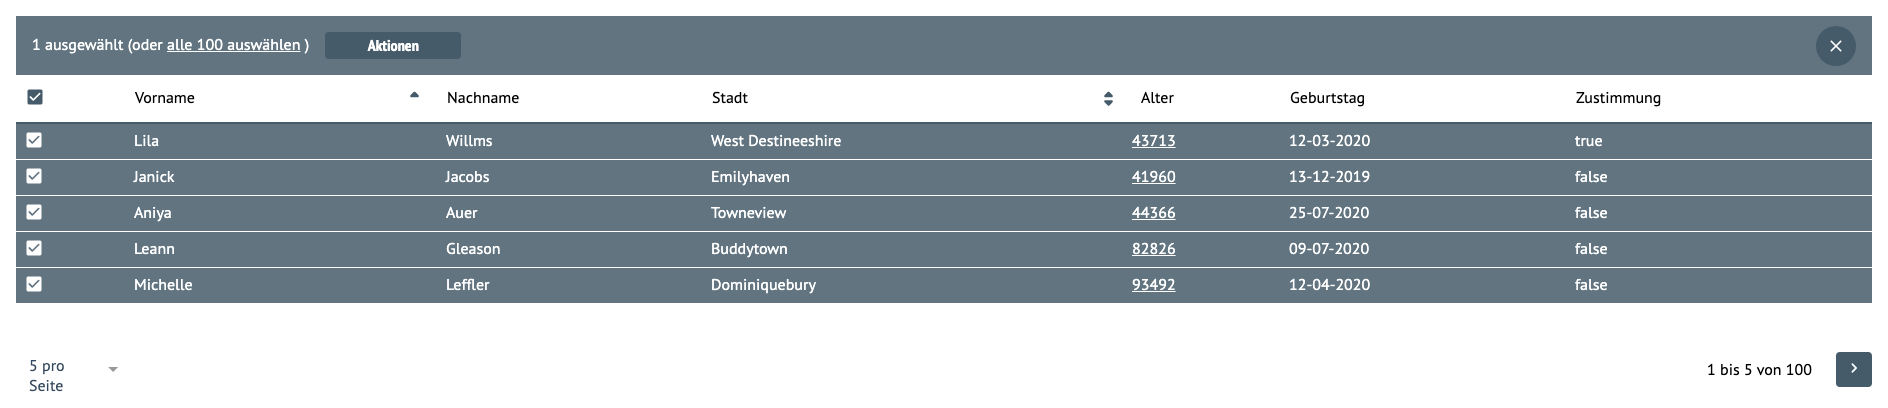 1 ausgewählt (oder alle 100 auswählen ) Aktionen
Vorname Nachname Stadt Alter Geburtstag Zustimmung
Lila Willms West Destineeshire 43713 12-03-2020 true
Janick Jacobs Emilyhaven 41960 13-12-2019 false
Aniya Auer Towneview 44366 25-07-2020 false
Leann Gleason Buddytown 82826 09-07-2020 false
Michelle Leffler Dominiquebury 93492 12-04-2020 false
5 pro
Seite
1 bis 5 von 100